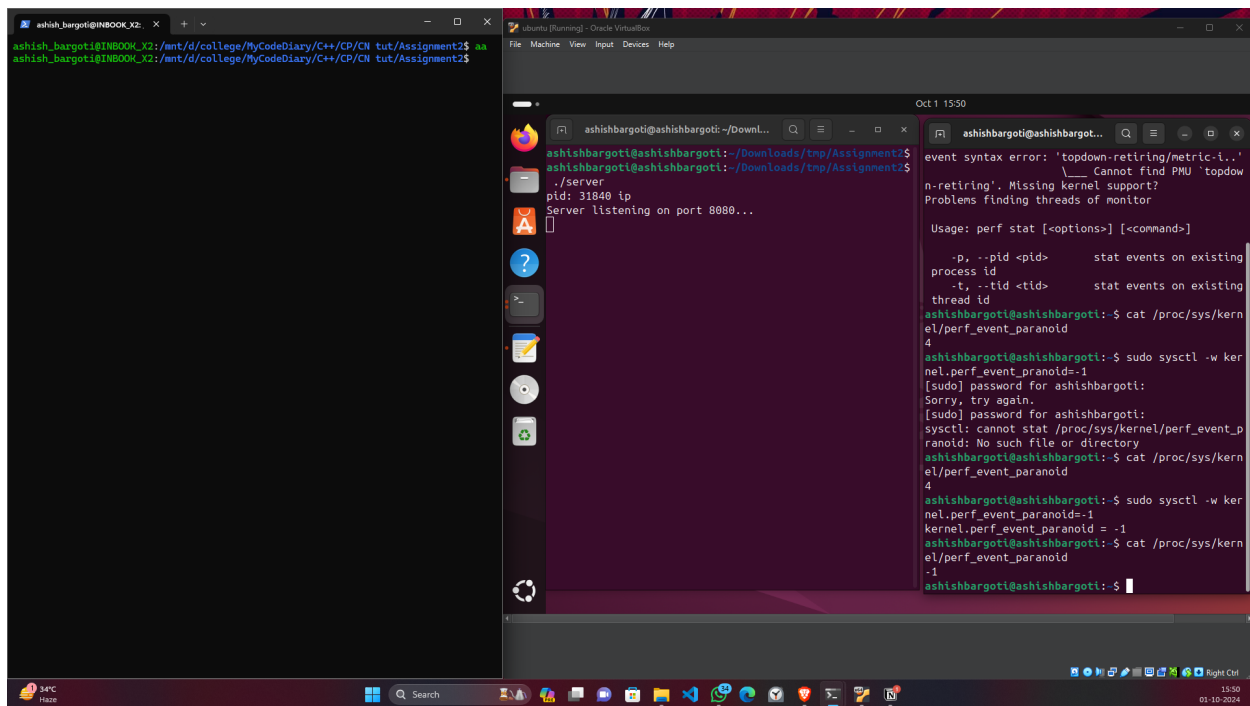 ashish_bargoti@INBOOK_X2:
ashish_bargoti@INBOOK_X2:/mnt/d/college/MyCodeDiary/C++/CP/CN tut/Assignment2$ aa
ashish_bargoti@INBOOK_X2:/mnt/d/college/MyCodeDiary/C++/CP/CN tut/Assignment2$
ubuntu [Running] - Oracle VirtualBox
File Machine View Input Devices Help
Oct 1 15:50
ashishbargoti@ashishbargoti: ~/Downl...
ashishbargoti@ashishbargoti:~/Downloads/tmp/Assignment2$
ashishbargoti@ashishbargoti:~/Downloads/tmp/Assignment2$
./server
pid: 31840 ip
Server listening on port 8080...
ashishbargoti@ashishbargot...
event syntax error: 'topdown-retiring/metric-i..'
\___ Cannot find PMU `topdow
n-retiring'. Missing kernel support?
Problems finding threads of monitor
Usage: perf stat [<options>] [<command>]
-p, --pid <pid> stat events on existing
process id
-t, --tid <tid> stat events on existing
thread id
ashishbargoti@ashishbargoti:~$ cat /proc/sys/kern
el/perf_event_paranoid
4
ashishbargoti@ashishbargoti:~$ sudo sysctl -w ker
nel.perf_event_pranoid=-1
[sudo] password for ashishbargoti:
Sorry, try again.
[sudo] password for ashishbargoti:
sysctl: cannot stat /proc/sys/kernel/perf_event_p
ranoid: No such file or directory
ashishbargoti@ashishbargoti:~$ cat /proc/sys/kern
el/perf_event_paranoid
4
ashishbargoti@ashishbargoti:~$ sudo sysctl -w ker
nel.perf_event_paranoid=-1
kernel.perf_event_paranoid = -1
ashishbargoti@ashishbargoti:~$ cat /proc/sys/kern
el/perf_event_paranoid
-1
ashishbargoti@ashishbargoti:~$
Right Ctrl
34°C
Haze
Search
15:50
01-10-2024